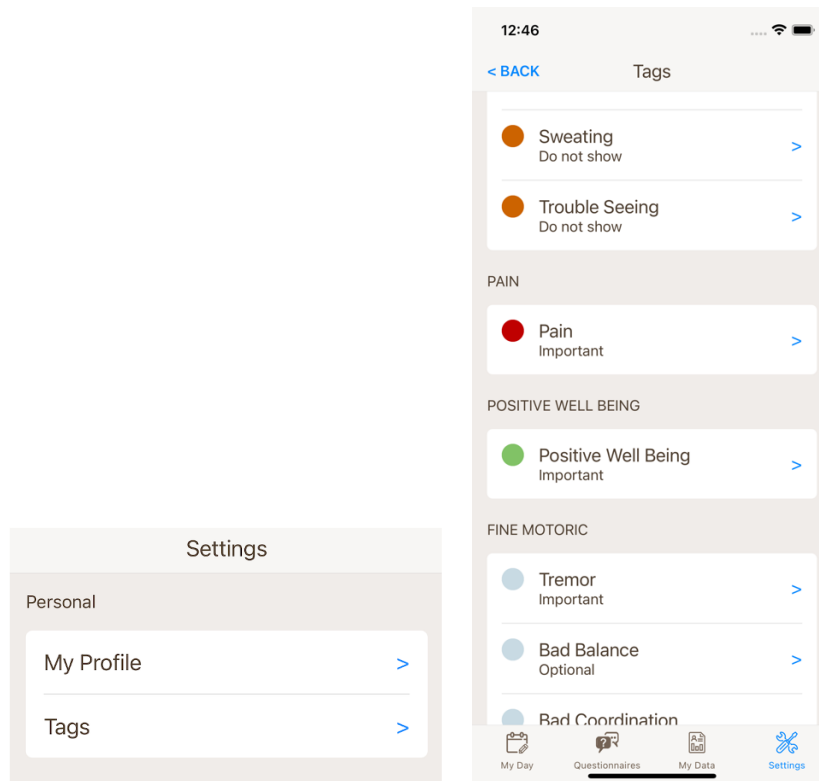 Settings
Personal
My Profile >
Tags >
12:46
< BACK Tags
Sweating
Do not show
>
Trouble Seeing
Do not show
>
PAIN
Pain
Important
>
POSITIVE WELL BEING
Positive Well Being
Important
>
FINE MOTORIC
Tremor
Important
>
Bad Balance
Optional
>
Bad Coordination
My Day Questionnaires My Data Settings